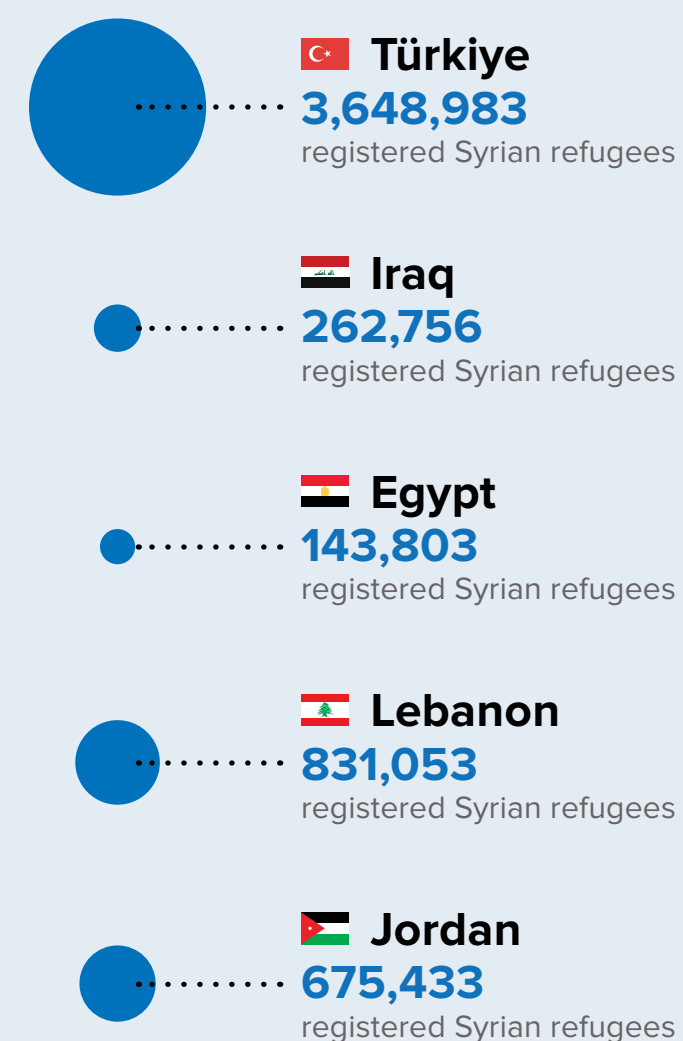 Türkiye
3,648,983
registered Syrian refugees
Iraq
262,756
registered Syrian refugees
Egypt
143,803
registered Syrian refugees
Lebanon
831,053
registered Syrian refugees
Jordan
675,433
registered Syrian refugees